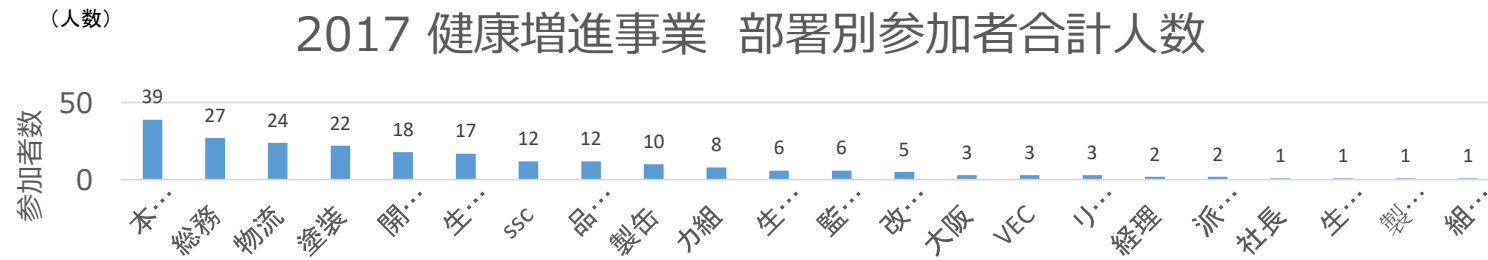 （人数）
2017 健康増進事業 部署別参加者合計人数
参加者数
50
0
39 27 24 22 18 17 12 12 10 8 6 6 5 3 3 3 2 2 1 1 1 1
本… 総務 物流 塗装 開… 生… SSC 品… 製缶 カ組 生… 監… 改… 大阪 VEC リ… 経理 派… 社長 生… 製… 組…